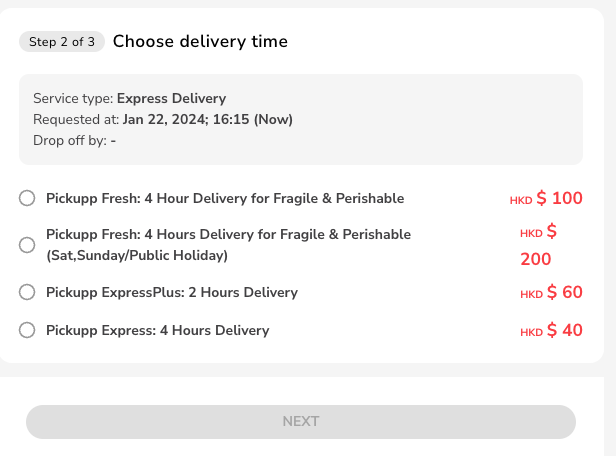 Step 2 of 3 Choose delivery time
Service type: Express Delivery
Requested at: Jan 22, 2024; 16:15 (Now)
Drop off by: -
Pickupp Fresh: 4 Hour Delivery for Fragile & Perishable HKD $ 100
Pickupp Fresh: 4 Hours Delivery for Fragile & Perishable HKD $
(Sat,Sunday/Public Holiday) 200
Pickupp ExpressPlus: 2 Hours Delivery HKD $ 60
Pickupp Express: 4 Hours Delivery HKD $ 40
NEXT